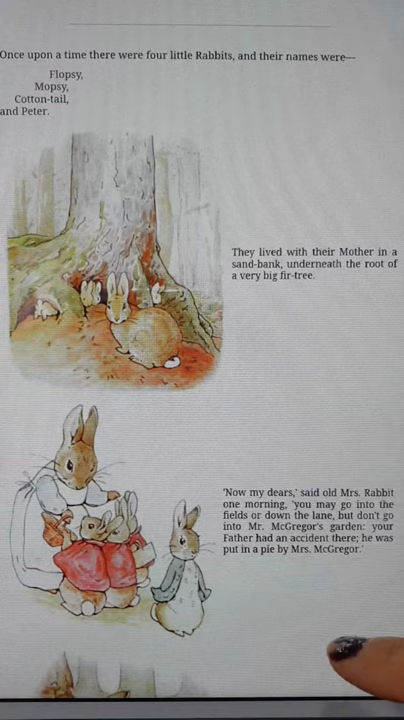 Once upon a time there were four little Rabbits, and their names were—
Flopsy,
Mopsy,
Cotton-tail,
and Peter.
They lived with their Mother in a
sand-bank, underneath the root of
a very big fir-tree.
'Now my dears,' said old Mrs. Rabbit
one morning, 'you may go into the
fields or down the lane, but don't go
into Mr. McGregor's garden: your
Father had an accident there; he was
put in a pie by Mrs. McGregor.'